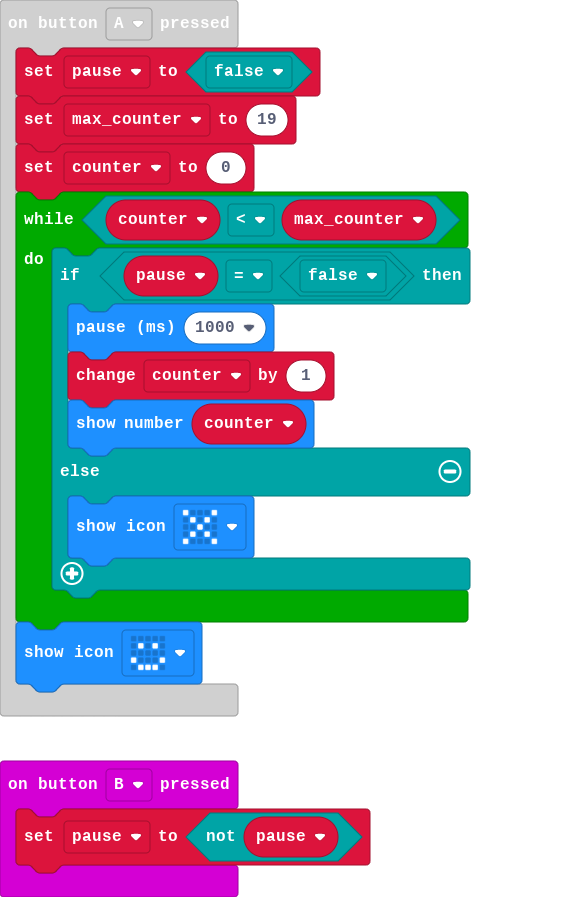 on button A pressed
set pause to false
set max_counter to 19
set counter to 0
while counter < max_counter
do if pause = false then
pause (ms) 1000
change counter by 1
show number counter
else
show icon
show icon
on button B pressed
set pause to not pause